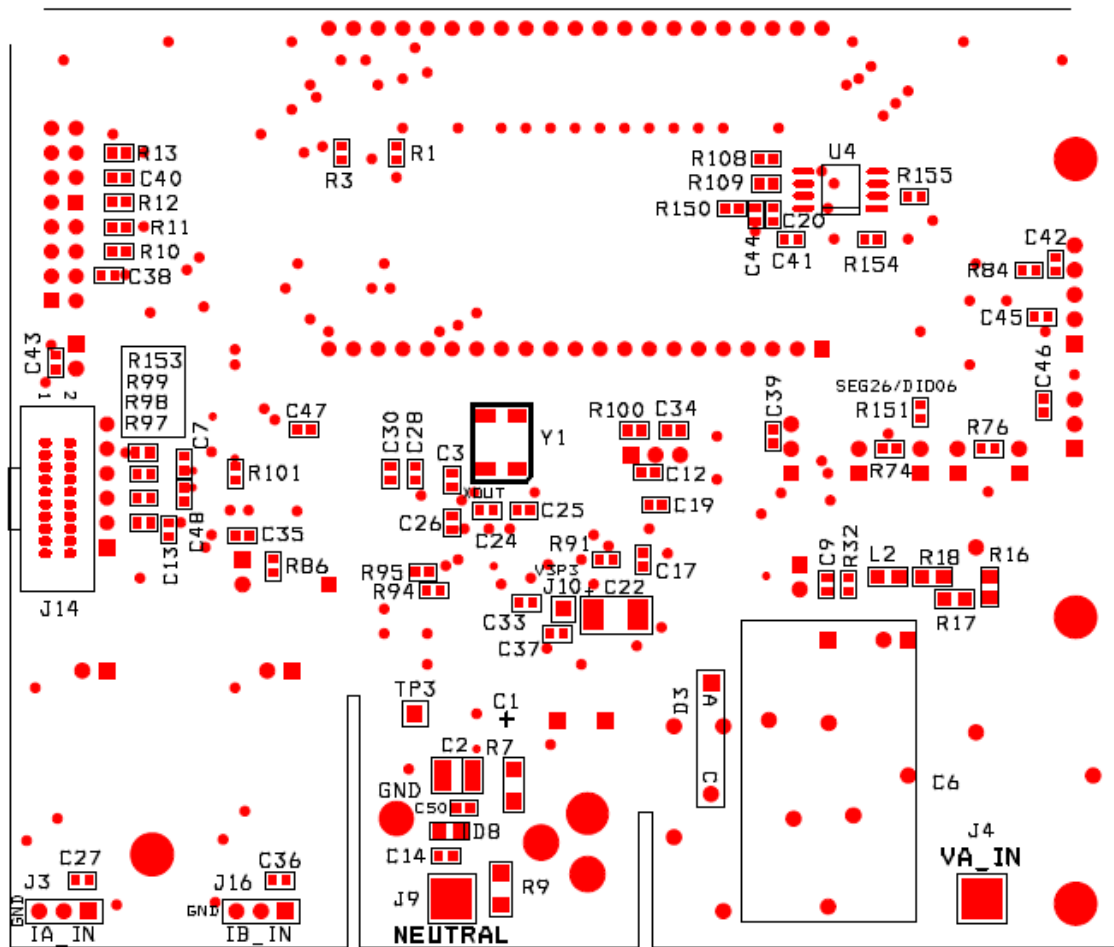 R13
C40
R12
R11
R10
C38
R3
R1
R108
R109
R150
U4
R155
C44
C20
C41
R154
C42
R84
C45
C46
C43
1 2
R153
R99
R98
R97
C7
C47
R101
C48
C13
C35
R86
J14
C30
C28
C3
Y1
XOUT
C26
C24
C25
R100
C34
C12
C19
R91
C17
R95
R94
V3P3
J10
+
C22
C33
C37
C39
SEG26/DIO06
R151
R74
R76
C9
R32
L2
R18
R16
R17
TP3
C1
+
C2
R7
GND
C50
D8
C14
J9
R9
NEUTRAL
D3
A
C
C6
J4
VA_IN
C27
J3
GND
IA_IN
C36
J16
GND
IB_IN